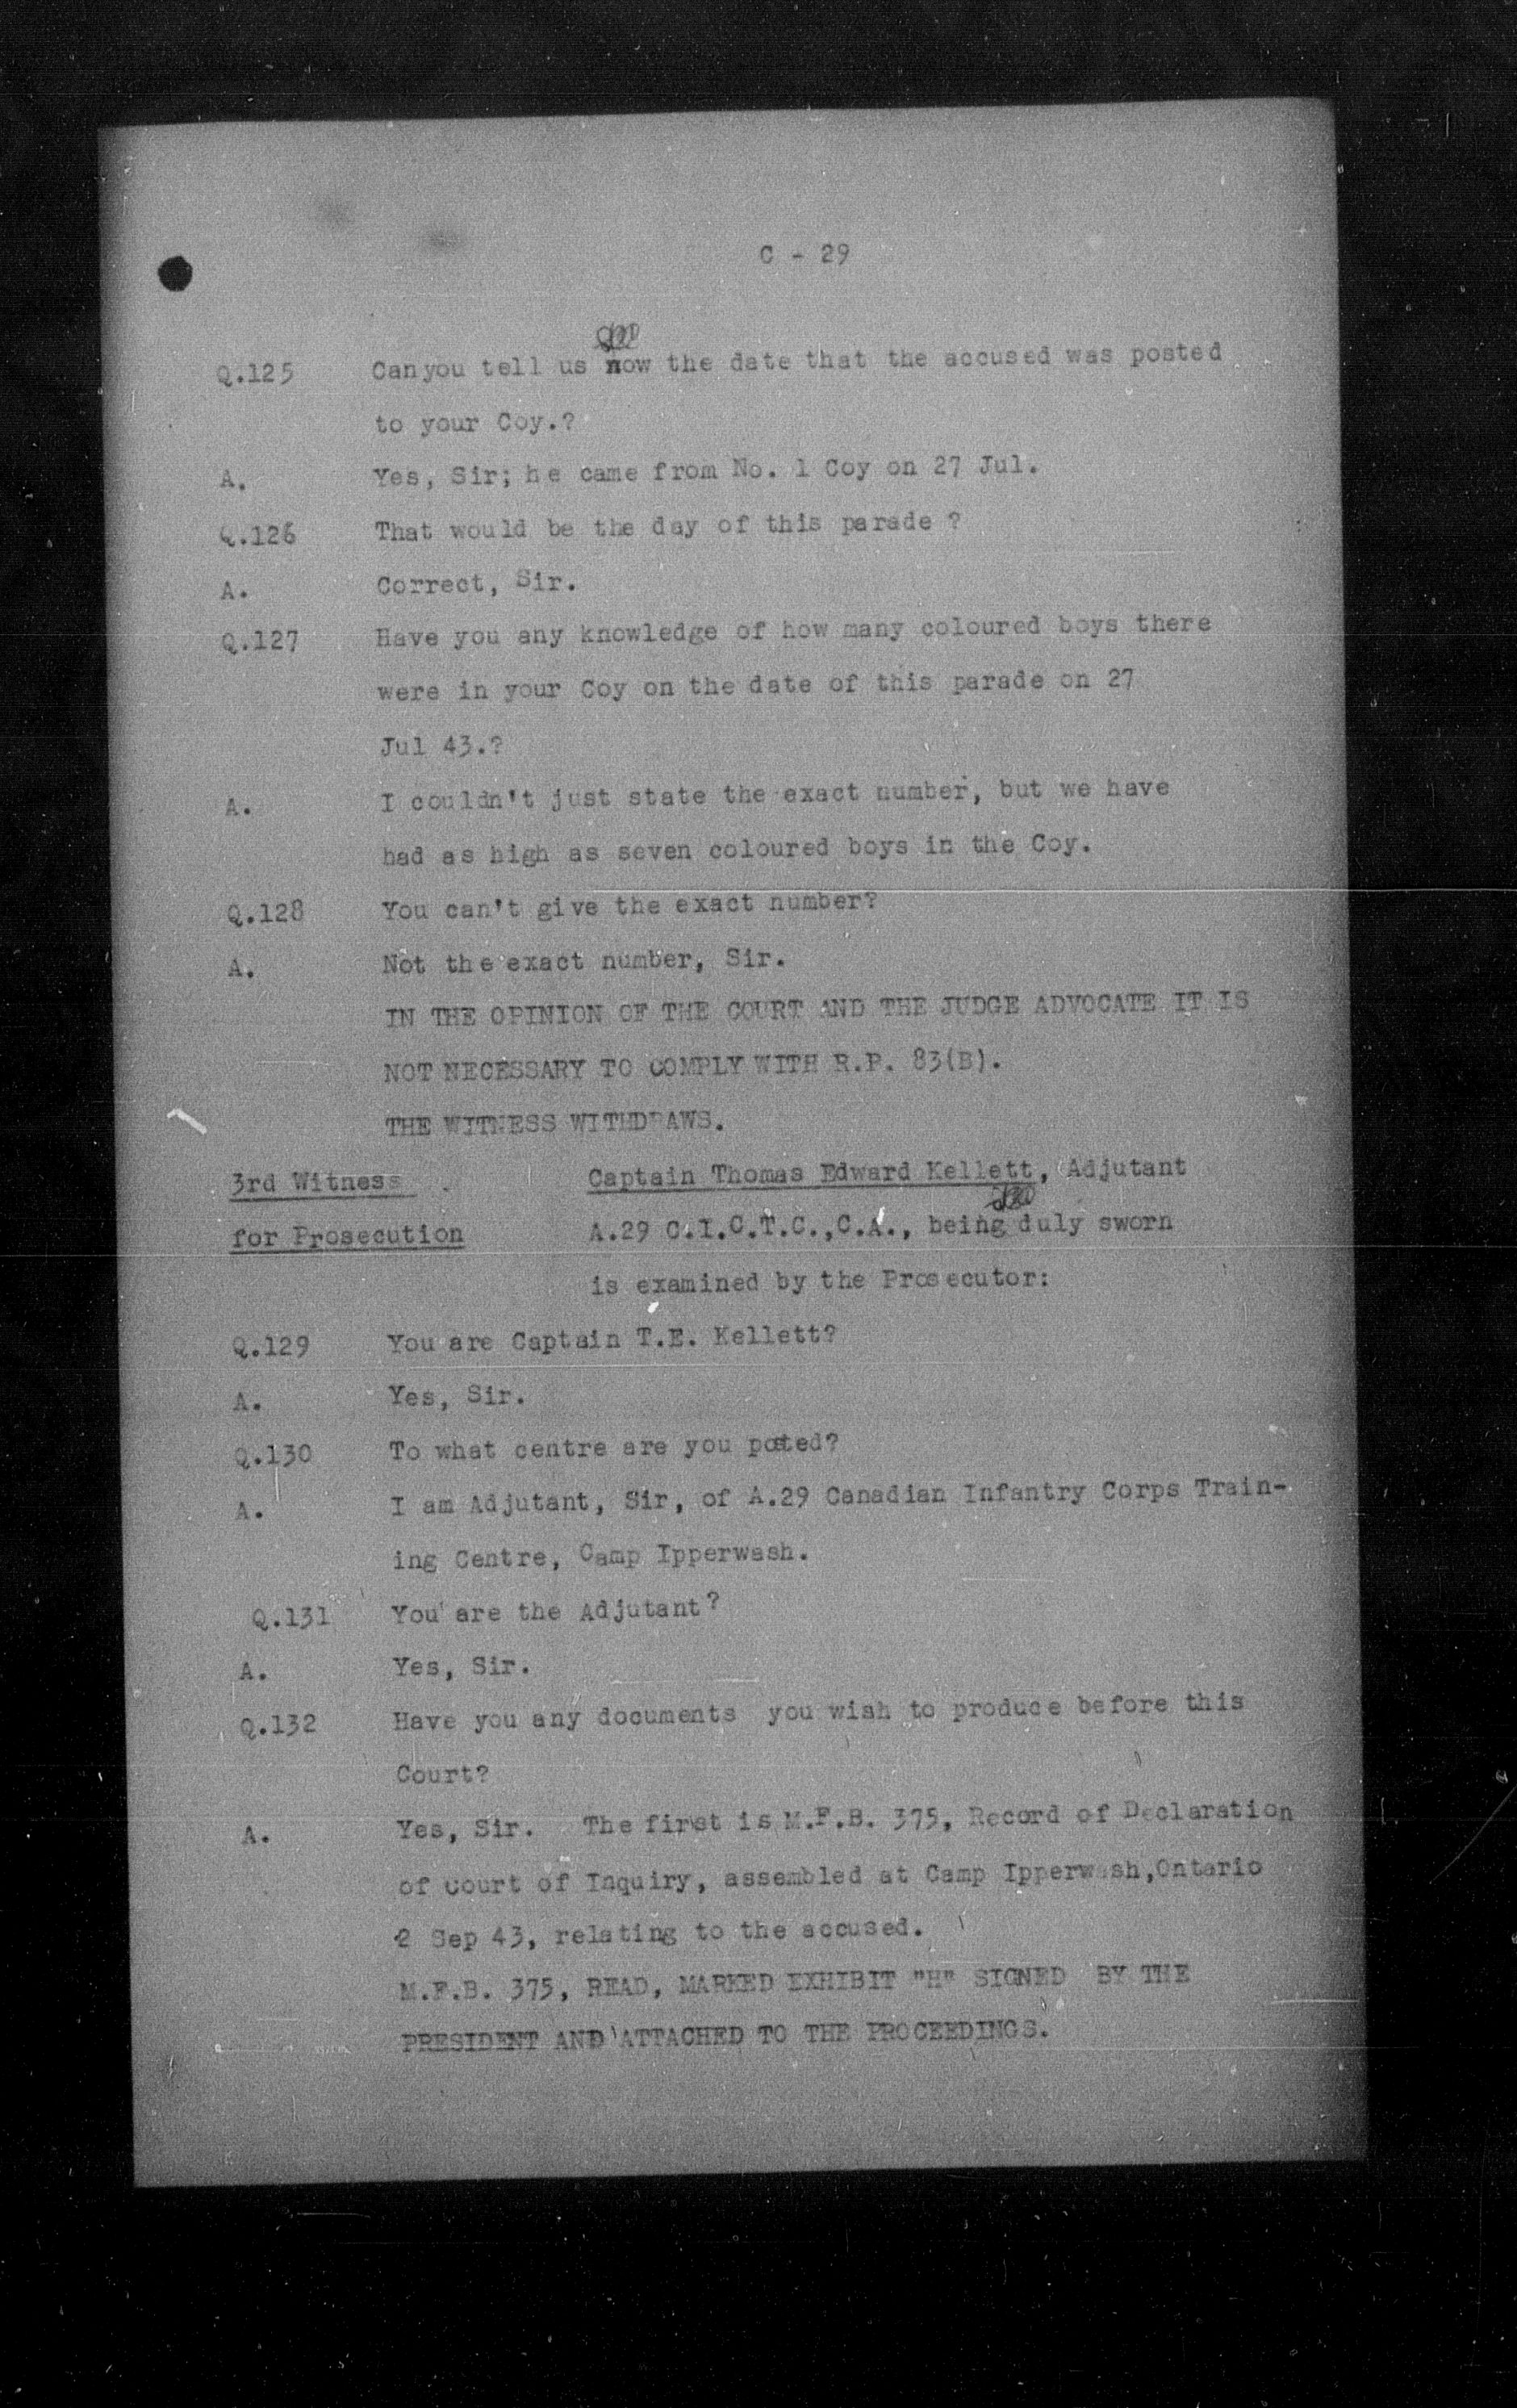 C - 29
Q.125 Canyou tell us now the date that the accused was posted
to your Coy.?
A. Yes, Sir; he came from No. 1 Coy on 27 Jul.
Q.126 That would be the day of this parade ?
A. Correct, Sir.
Q.127 Have you any knowledge of how many coloured boys there
were in your Coy on the date of this parade on 27
Jul 43.?
A. I couldn't just state the exact number, but we have
had as high as seven coloured boys in the Coy.
Q.128 You can't give the exact number?
A. Not the exact number, Sir.
IN THE OPINION OF THE COURT AND THE JUDGE ADVOCATE IT IS
NOT NECESSARY TO COMPLY WITH R.P. 83(B).
THE WITNESS WITHDRAWS.
3rd Witness Captain Thomas Edward Kellett, Adjutant
for Prosecution A.29 C.I.C.T.C.,C.A., being duly sworn
is examined by the Prosecutor:
Q.129 You are Captain T.E. Kellett?
A. Yes, Sir.
Q.130 To what centre are you posted?
A. I am Adjutant, Sir, of A.29 Canadian Infantry Corps Train-
ing Centre, Camp Ipperwash.
Q.131 You are the Adjutant?
A. Yes, Sir.
Q.132 Have you any documents you wish to produce before this
Court?
A. Yes, Sir. The first is M.F.B. 375, Record of Declaration
of court of Inquiry, assembled at Camp Ipperwash,Ontario
2 Sep 43, relating to the accused.
M.F.B. 375, READ, MARKED EXHIBIT "H" SIGNED BY THE
PRESIDENT AND ATTACHED TO THE PROCEEDINGS.